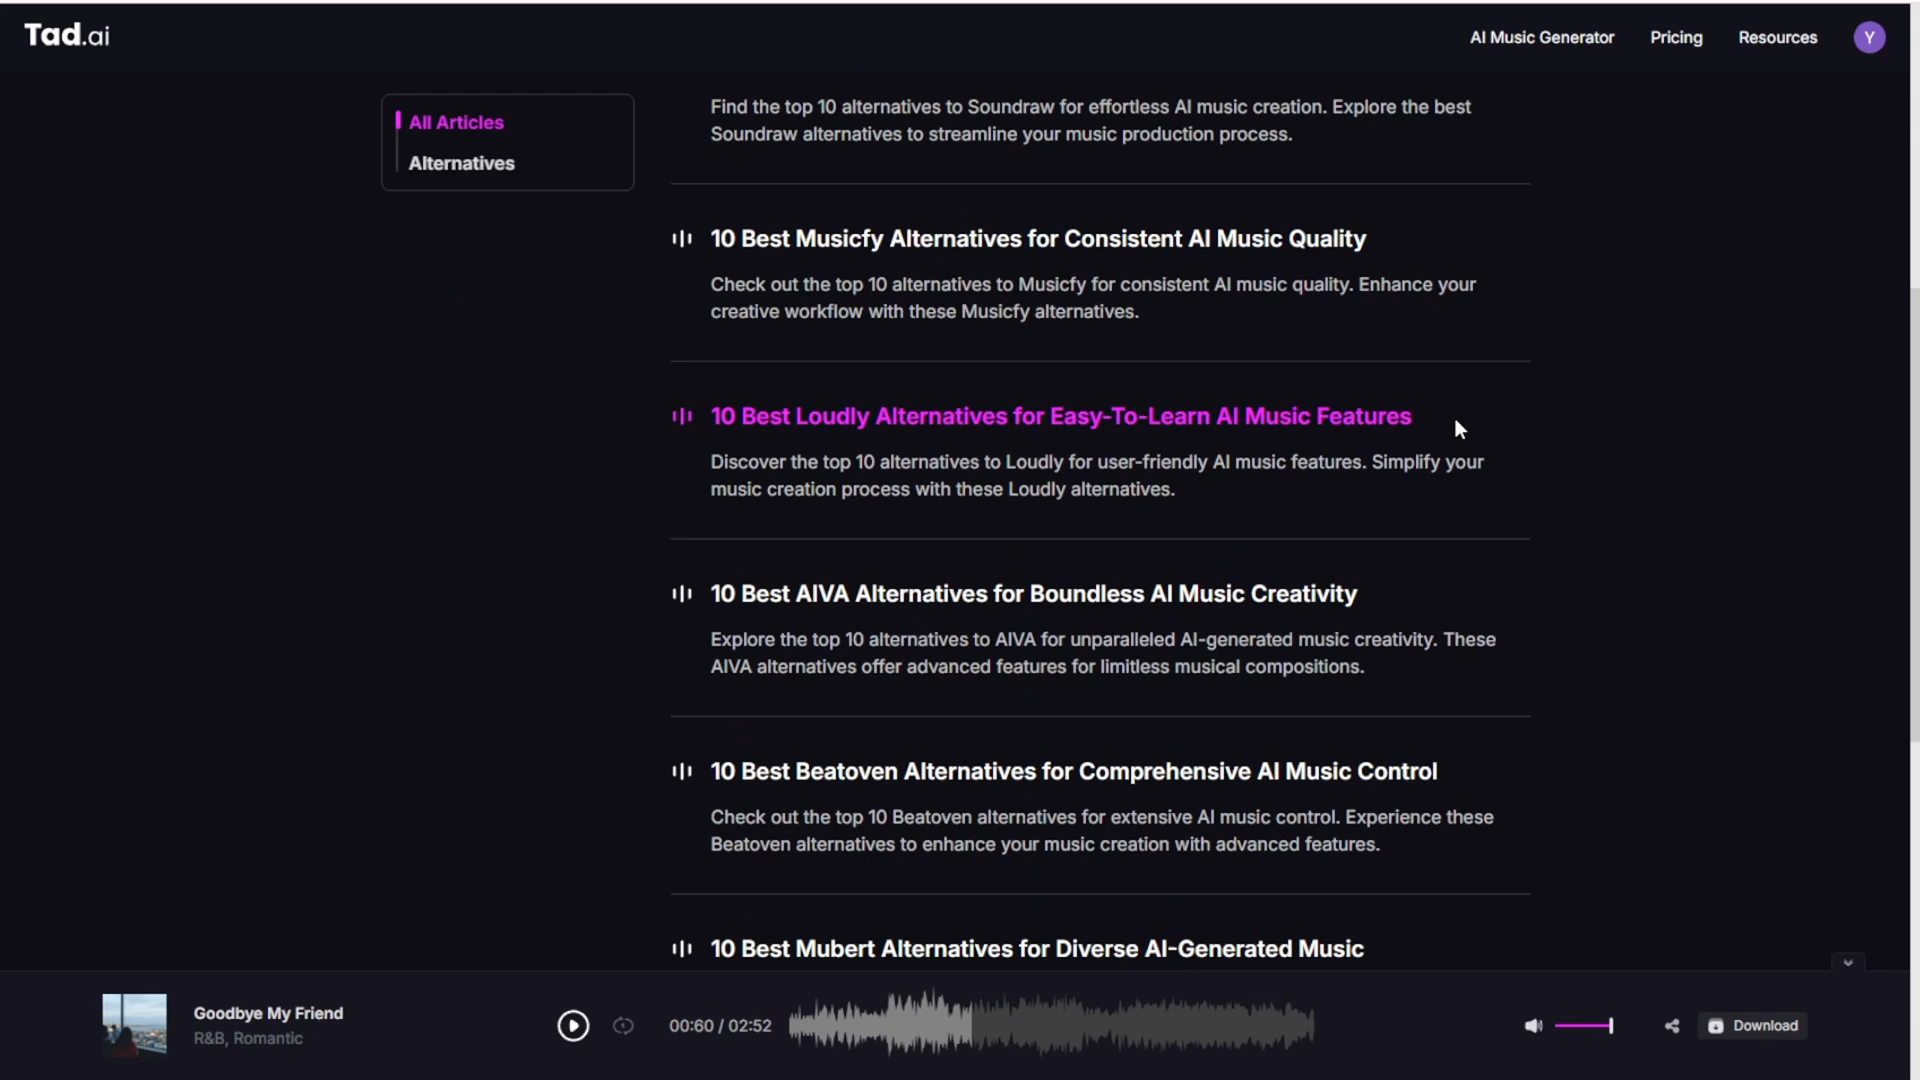 Tad.ai
AI Music Generator
Pricing
Resources
Y
All Articles
Alternatives
Find the top 10 alternatives to Soundraw for effortless AI music creation. Explore the best
Soundraw alternatives to streamline your music production process.
10 Best Musicfy Alternatives for Consistent AI Music Quality
Check out the top 10 alternatives to Musicfy for consistent AI music quality. Enhance your
creative workflow with these Musicfy alternatives.
10 Best Loudly Alternatives for Easy-To-Learn AI Music Features
Discover the top 10 alternatives to Loudly for user-friendly AI music features. Simplify your
music creation process with these Loudly alternatives.
10 Best AIVA Alternatives for Boundless AI Music Creativity
Explore the top 10 alternatives to AIVA for unparalleled AI-generated music creativity. These
AIVA alternatives offer advanced features for limitless musical compositions.
10 Best Beatoven Alternatives for Comprehensive AI Music Control
Check out the top 10 Beatoven alternatives for extensive AI music control. Experience these
Beatoven alternatives to enhance your music creation with advanced features.
10 Best Mubert Alternatives for Diverse AI-Generated Music
Goodbye My Friend
R&B, Romantic
00:60 / 02:52
Download